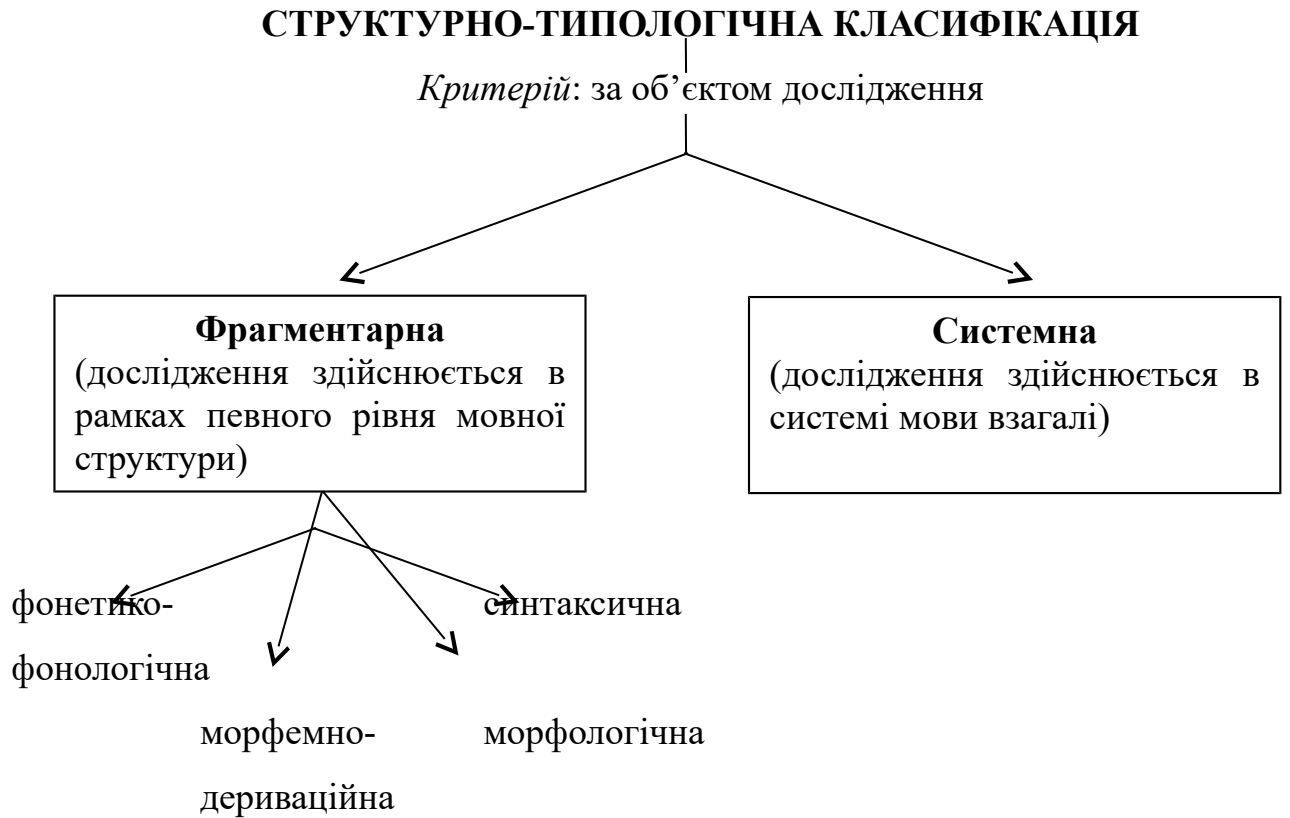 СТРУКТУРНО-ТИПОЛОГІЧНА КЛАСИФІКАЦІЯ
Критерій: за об’єктом дослідження
Фрагментарна
(дослідження здійснюється в
рамках певного рівня мовної
структури)
Системна
(дослідження здійснюється в
системі мови взагалі)
фонетико-
фонологічна
синтаксична
морфемно-
дериваційна
морфологічна